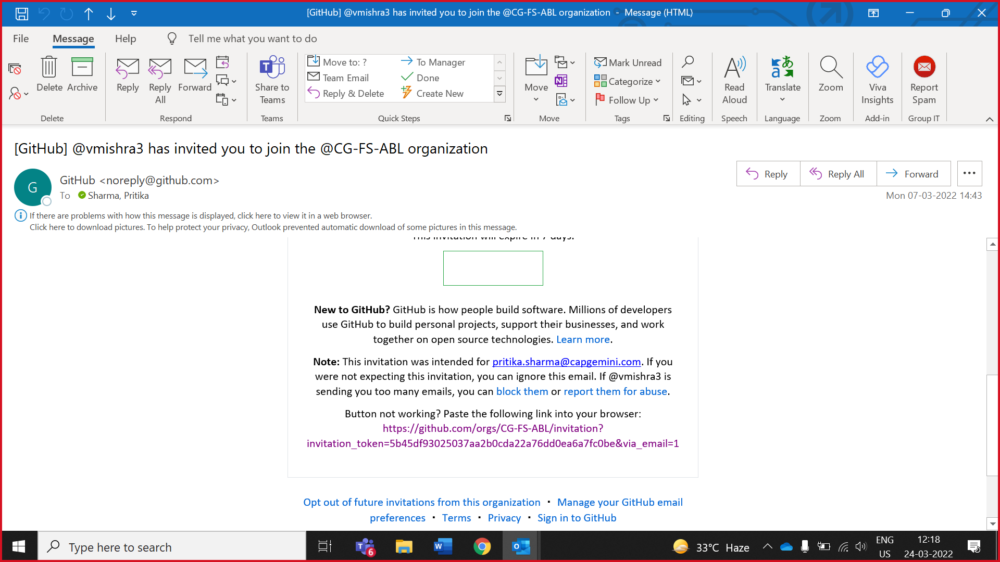 [GitHub] @vmishra3 has invited you to join the @CG-FS-ABL organization - Message (HTML)
File Message Help Tell me what you want to do
Delete Archive
Delete
Reply Reply All Forward
Respond
Share to Teams
Teams
Move to: ? To Manager
Team Email Done
Reply & Delete Create New
Quick Steps
Move
Move
Mark Unread
Categorize
Follow Up
Tags
Editing
Read Aloud
Speech
Translate
Language
Zoom
Zoom
Viva Insights
Add-in
Report Spam
Group IT
[GitHub] @vmishra3 has invited you to join the @CG-FS-ABL organization
G
GitHub <noreply@github.com>
To Sharma, Pritika
Reply Reply All Forward
Mon 07-03-2022 14:43
If there are problems with how this message is displayed, click here to view it in a web browser.
Click here to download pictures. To help protect your privacy, Outlook prevented automatic download of some pictures in this message.
This invitation will expire in 7 days.
New to GitHub? GitHub is how people build software. Millions of developers
use GitHub to build personal projects, support their businesses, and work
together on open source technologies. Learn more.
Note: This invitation was intended for pritika.sharma@capgemini.com. If you
were not expecting this invitation, you can ignore this email. If @vmishra3 is
sending you too many emails, you can block them or report them for abuse.
Button not working? Paste the following link into your browser:
https://github.com/orgs/CG-FS-ABL/invitation?
invitation_token=5b45df93025037aa2b0cda22a76dd0ea6a7fc0be&via_email=1
Opt out of future invitations from this organization · Manage your GitHub email
preferences · Terms · Privacy · Sign in to GitHub
Type here to search
6
33°C Haze
ENG
US
12:18
24-03-2022